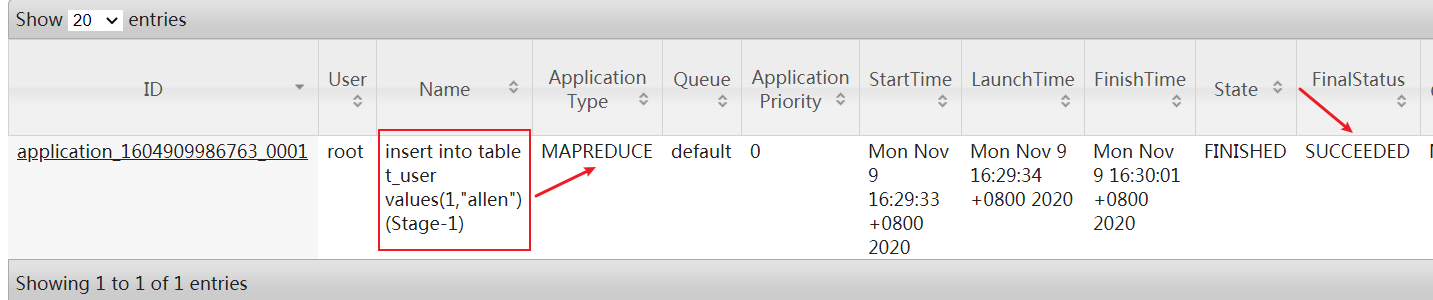 Show 20 entries
ID User Name Application Type Queue Application Priority StartTime LaunchTime FinishTime State FinalStatus
application_1604909986763_0001 root insert into table MAPREDUCE default 0 Mon Nov Mon Nov 9 Mon Nov FINISHED SUCCEEDED
t_user 9 16:29:34 9 16:30:01
values(1,"allen") 16:29:33 +0800 2020 +0800
(Stage-1) +0800 2020
2020
Showing 1 to 1 of 1 entries